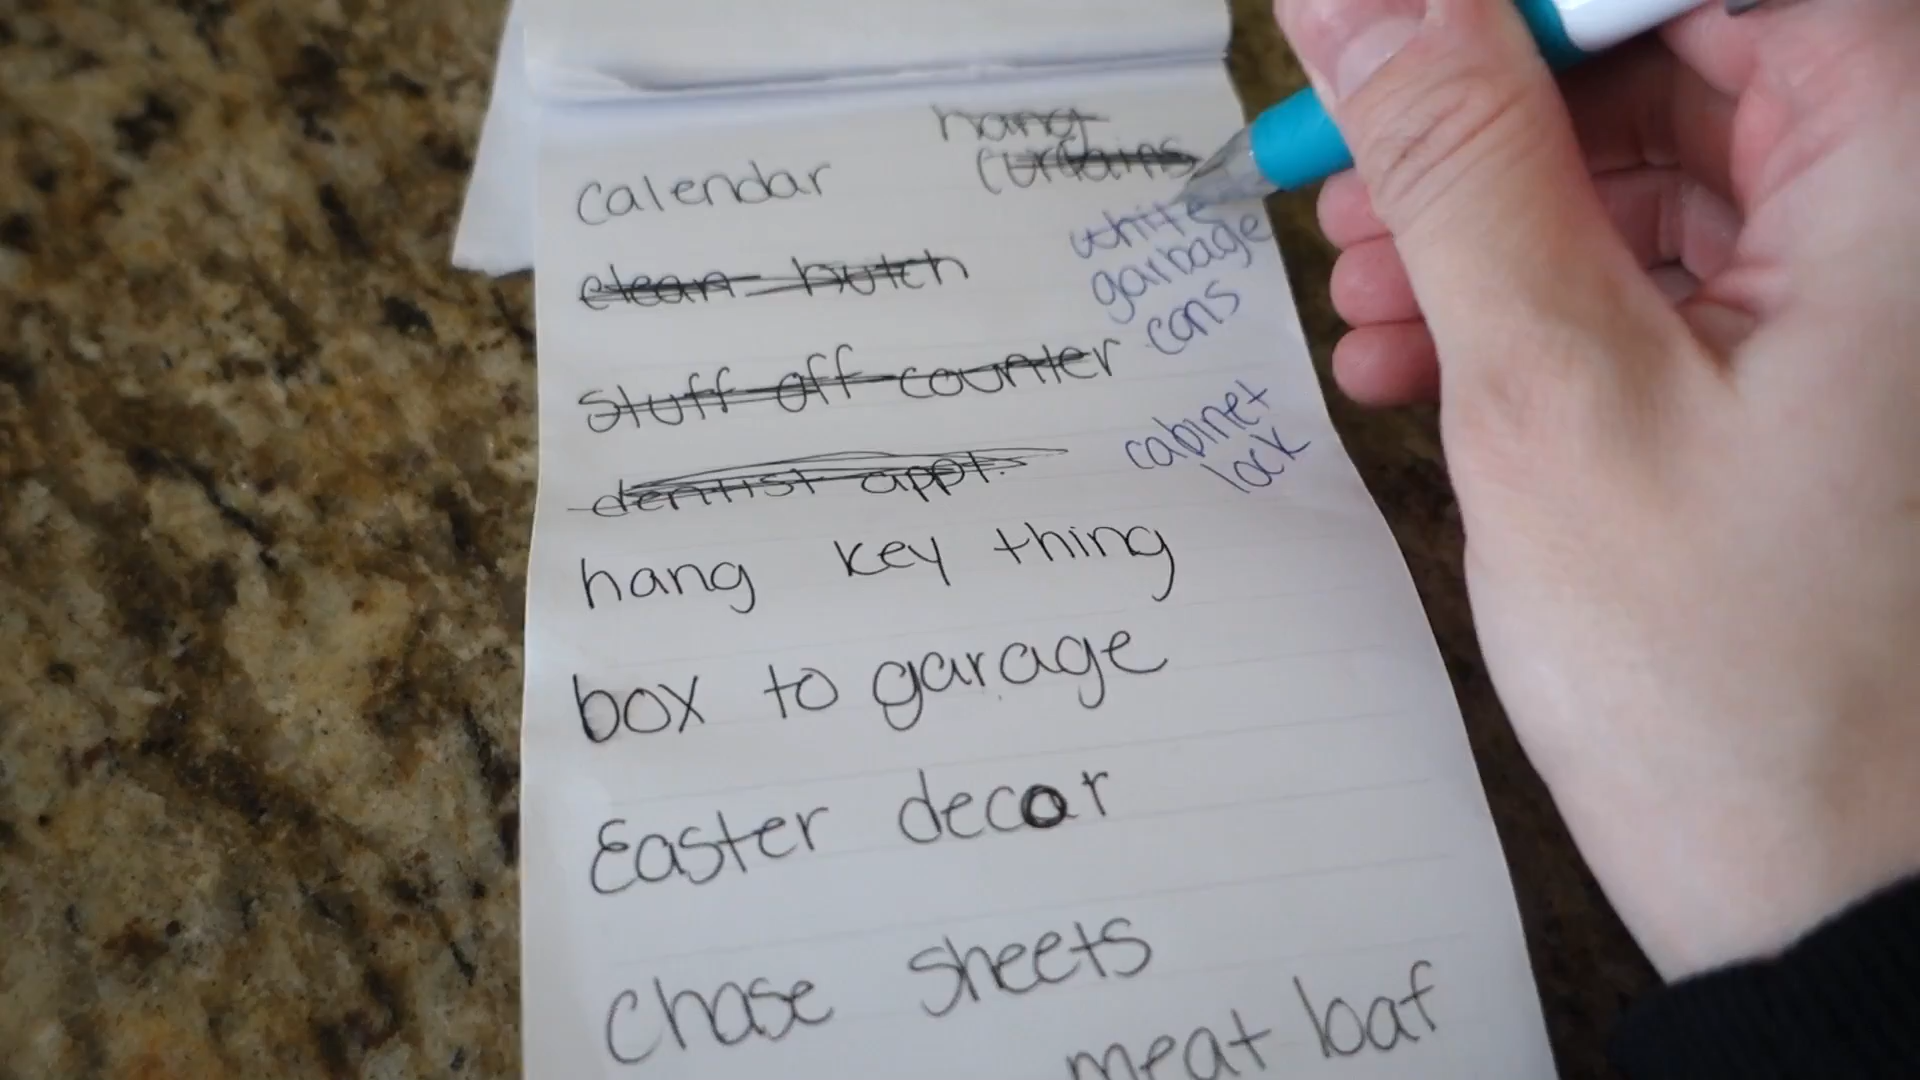 hang
calendar
curtains
white
garbage
cans
clean hutch
stuff off counter
cabinet
lock
dentist appt.
hang key thing
box to garage
Easter decor
Chase sheets
meat loaf